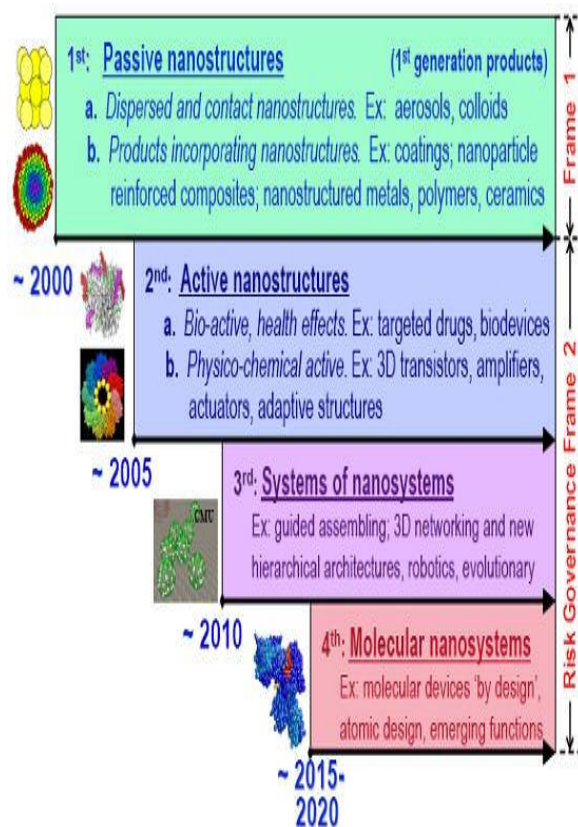 1st: Passive nanostructures (1st generation products)
a. Dispersed and contact nanostructures. Ex: aerosols, colloids
b. Products incorporating nanostructures. Ex: coatings; nanoparticle
reinforced composites; nanostructured metals, polymers, ceramics
~ 2000
2nd: Active nanostructures
a. Bio-active, health effects. Ex: targeted drugs, biodevices
b. Physico-chemical active. Ex: 3D transistors, amplifiers,
actuators, adaptive structures
~ 2005
CMU
3rd: Systems of nanosystems
Ex: guided assembling; 3D networking and new
hierarchical architectures, robotics, evolutionary
~ 2010
4th: Molecular nanosystems
Ex: molecular devices ‘by design’,
atomic design, emerging functions
~ 2015-
2020
Frame 1
Risk Governance Frame 2